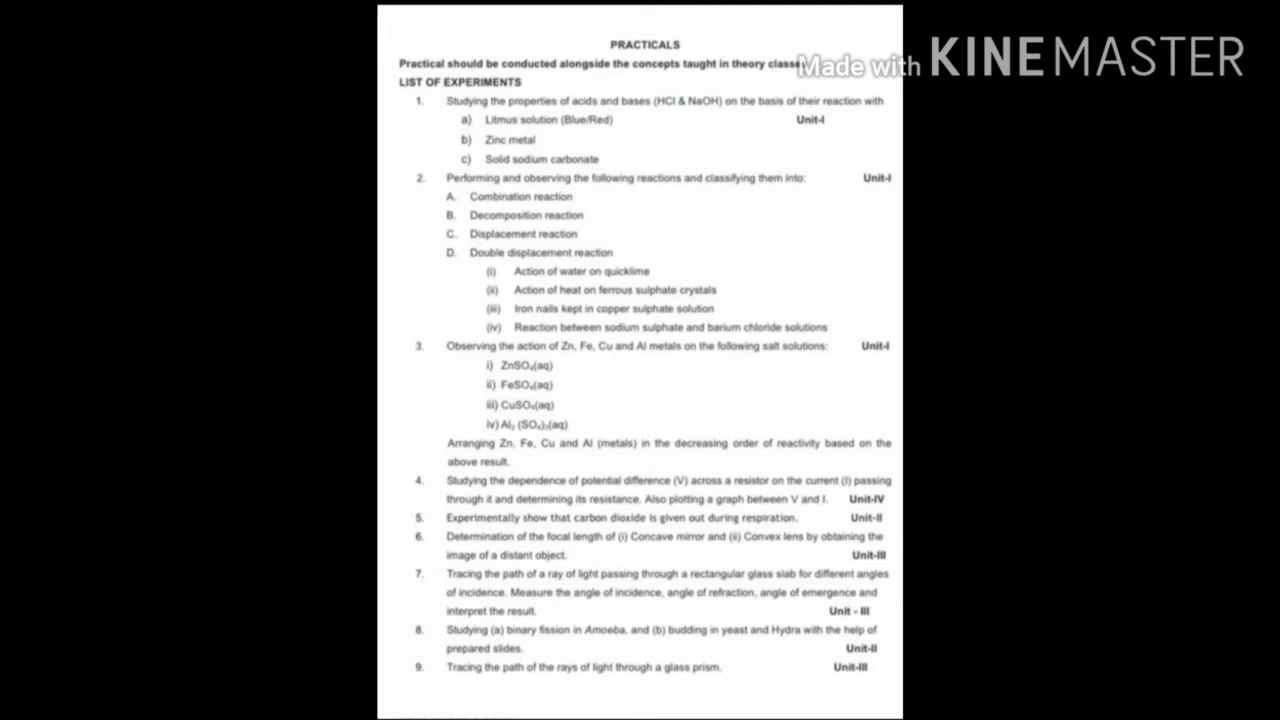 PRACTICALS
Practical should be conducted alongside the concepts taught in theory classe
Made with KINEMASTER
LIST OF EXPERIMENTS
1. Studying the properties of acids and bases (HCl & NaOH) on the basis of their reaction with
a) Litmus solution (Blue/Red) Unit-I
b) Zinc metal
c) Solid sodium carbonate
2. Performing and observing the following reactions and classifying them into: Unit-I
A. Combination reaction
B. Decomposition reaction
C. Displacement reaction
D. Double displacement reaction
(i) Action of water on quicklime
(ii) Action of heat on ferrous sulphate crystals
(iii) Iron nails kept in copper sulphate solution
(iv) Reaction between sodium sulphate and barium chloride solutions
3. Observing the action of Zn, Fe, Cu and Al metals on the following salt solutions: Unit-I
i) ZnSO₄(aq)
ii) FeSO₄(aq)
iii) CuSO₄(aq)
iv) Al₂ (SO₄)₃(aq)
Arranging Zn, Fe, Cu and Al (metals) in the decreasing order of reactivity based on the
above result.
4. Studying the dependence of potential difference (V) across a resistor on the current (I) passing
through it and determining its resistance. Also plotting a graph between V and I. Unit-IV
5. Experimentally show that carbon dioxide is given out during respiration. Unit-II
6. Determination of the focal length of (i) Concave mirror and (ii) Convex lens by obtaining the
image of a distant object. Unit-III
7. Tracing the path of a ray of light passing through a rectangular glass slab for different angles
of incidence. Measure the angle of incidence, angle of refraction, angle of emergence and
interpret the result. Unit - III
8. Studying (a) binary fission in Amoeba, and (b) budding in yeast and Hydra with the help of
prepared slides. Unit-II
9. Tracing the path of the rays of light through a glass prism. Unit-III